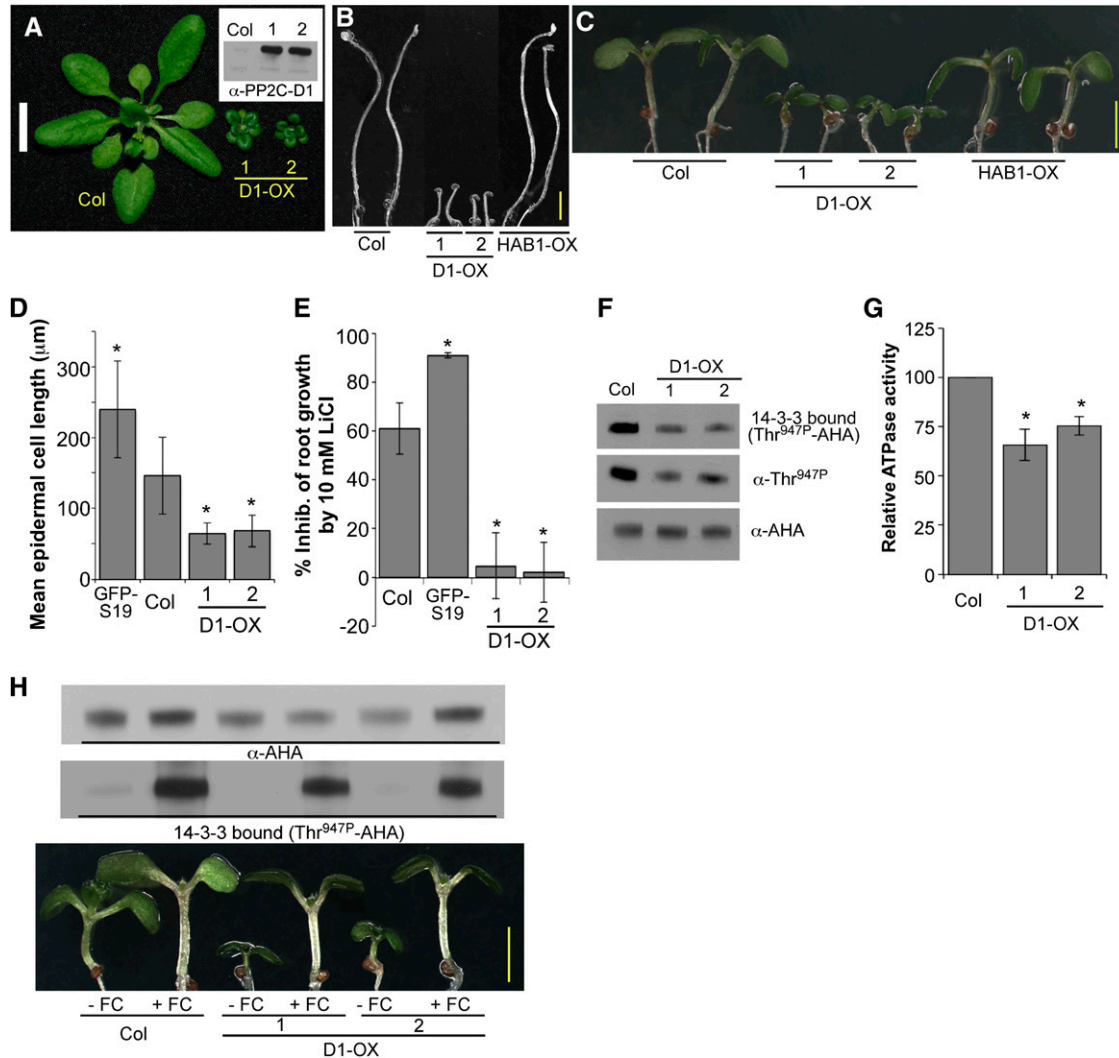 A
Col 1 2
α-PP2C-D1
Col
1 2
D1-OX
B
Col
1 2
D1-OX
HAB1-OX
C
Col
1 2
D1-OX
HAB1-OX
D
Mean epidermal cell length (μm)
300
200
100
0
*
*
*
GFP-S19
Col
1 2
D1-OX
E
% Inhib. of root growth
by 10 mM LiCl
100
80
60
40
20
0
-20
*
*
*
Col
GFP-
S19
1 2
D1-OX
F
D1-OX
Col 1 2
14-3-3 bound
(Thr947P-AHA)
α-Thr947P
α-AHA
G
Relative ATPase activity
125
100
75
50
25
0
*
*
Col
1 2
D1-OX
H
α-AHA
14-3-3 bound (Thr947P-AHA)
- FC + FC - FC + FC - FC + FC
Col 1 2
D1-OX